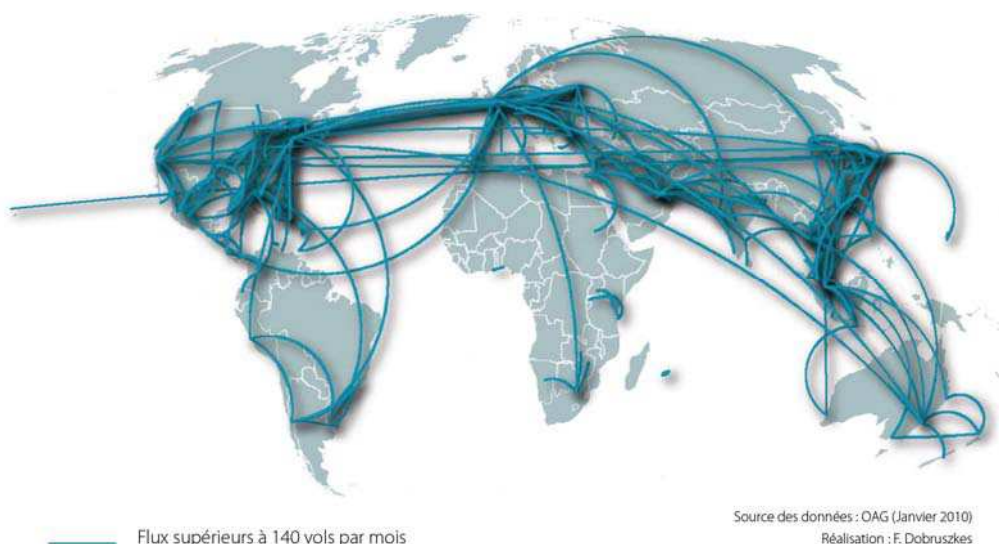 Source des données : OAG (Janvier 2010)
Flux supérieurs à 140 vols par mois
Réalisation : F. Dobruszkes